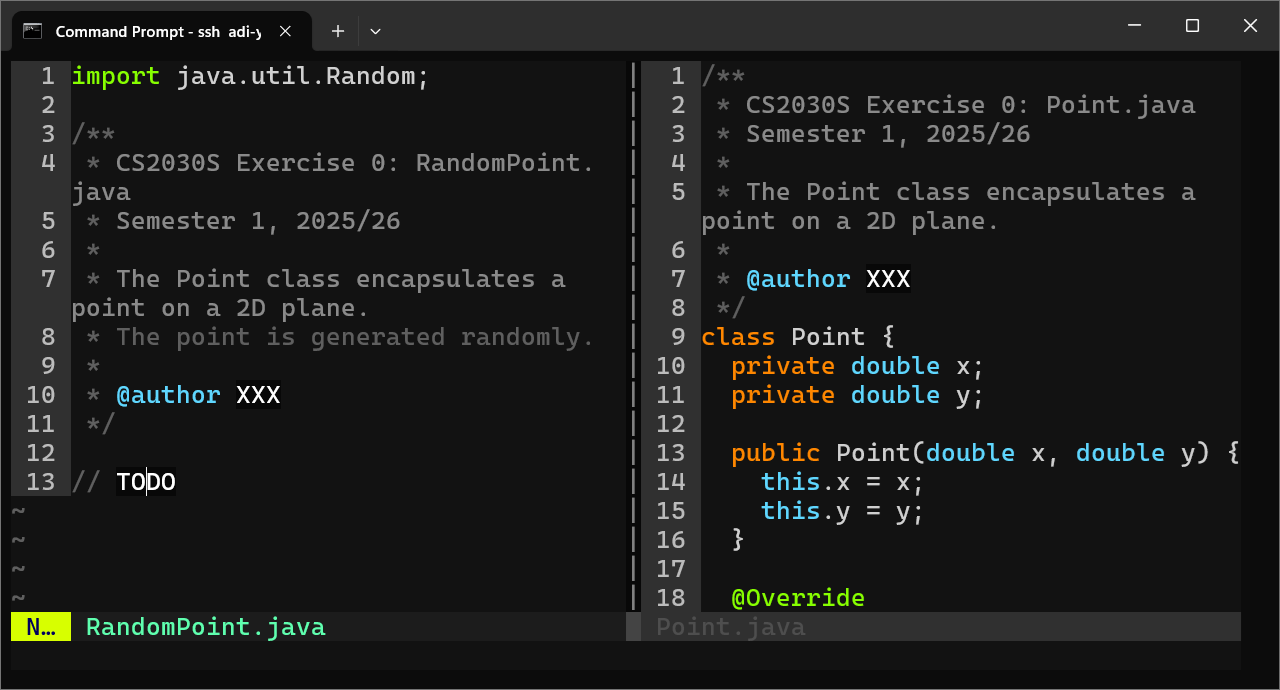 Command Prompt - ssh adi-y
1 import java.util.Random;
2
3 /**
4  * CS2030S Exercise 0: RandomPoint.
java
5  * Semester 1, 2025/26
6  *
7  * The Point class encapsulates a
point on a 2D plane.
8  * The point is generated randomly.
9  *
10  * @author XXX
11  */
12
13 // TODO
~
~
~
~
N… RandomPoint.java
1 /**
2  * CS2030S Exercise 0: Point.java
3  * Semester 1, 2025/26
4  *
5  * The Point class encapsulates a
point on a 2D plane.
6  *
7  * @author XXX
8  */
9 class Point {
10   private double x;
11   private double y;
12
13   public Point(double x, double y) {
14     this.x = x;
15     this.y = y;
16   }
17
18   @Override
Point.java